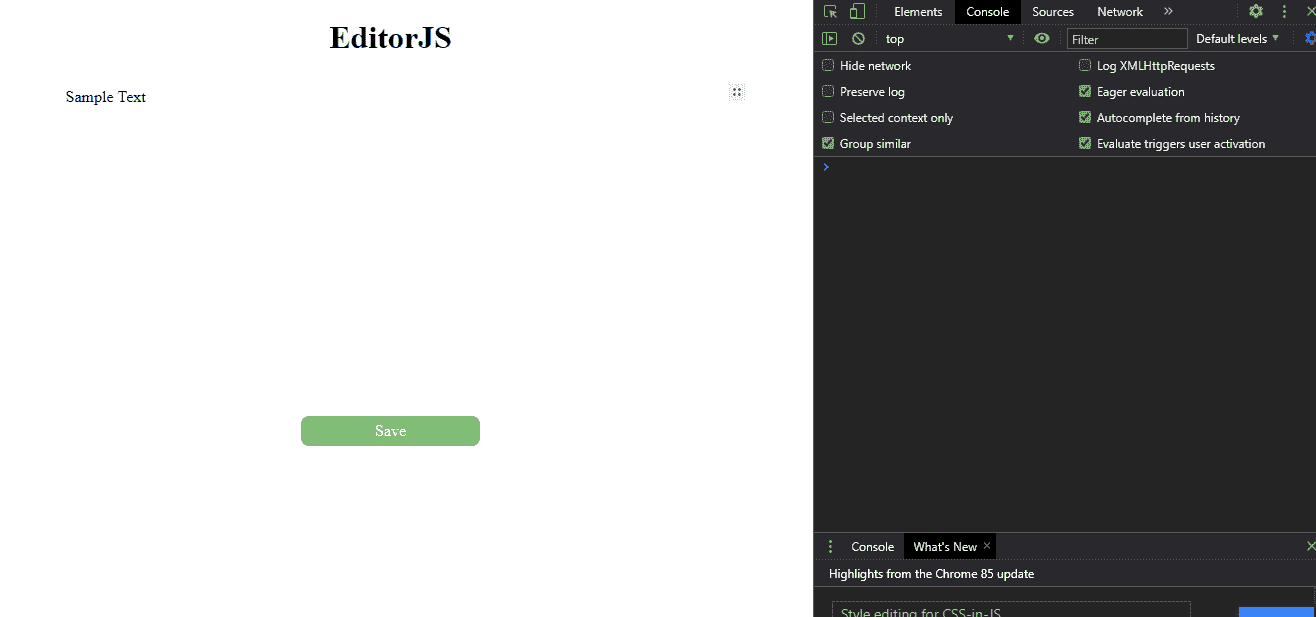 EditorJS
Sample Text
Save
Elements Console Sources Network »
top Filter Default levels
Hide network Log XMLHttpRequests
Preserve log Eager evaluation
Selected context only Autocomplete from history
Group similar Evaluate triggers user activation
Console What's New ×
Highlights from the Chrome 85 update
Style editing for CSS-in-JS